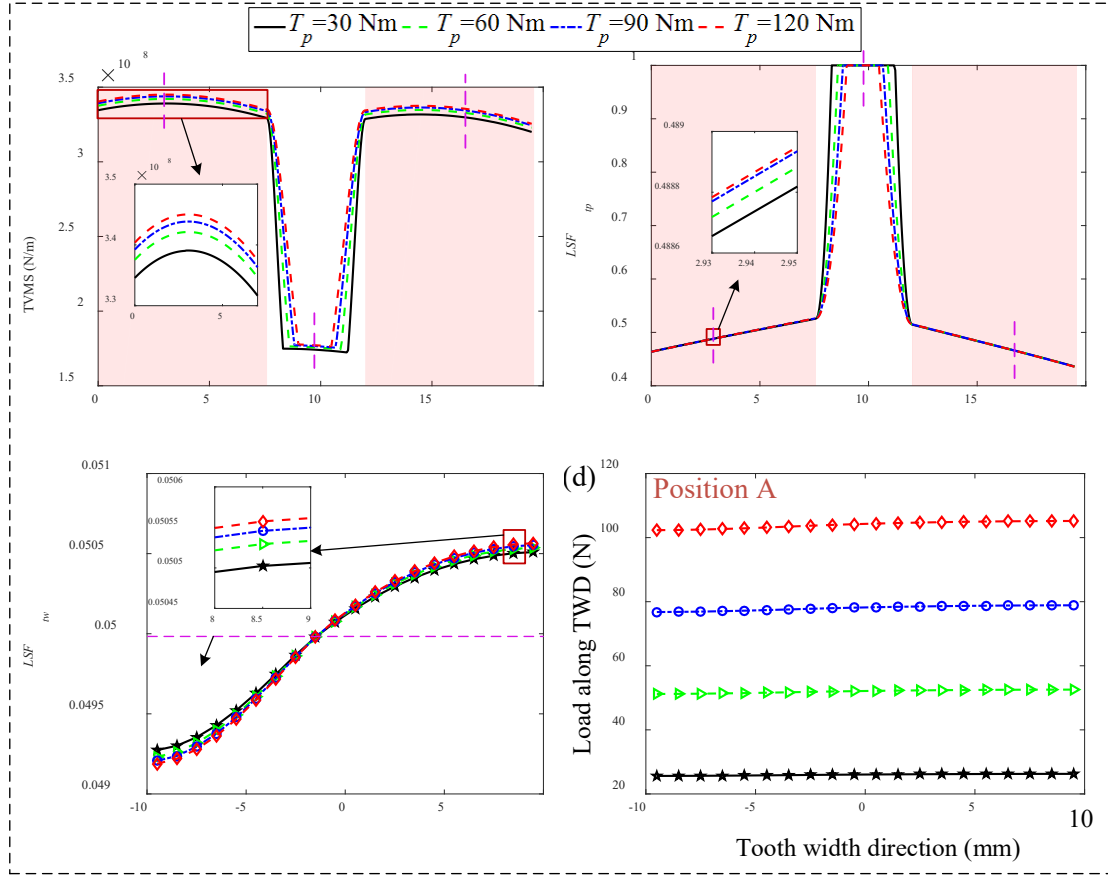 T_p=30 Nm T_p=60 Nm T_p=90 Nm T_p=120 Nm
× 10 8
3.5
3
2.5
2
1.5
TVMS (N/m)
0 5 10 15
× 10 8
3.5
3.4
3.3
0 5
1
0.9
0.8
0.7
0.6
0.5
0.4
LSF tp
0 5 10 15
0.489
0.4888
0.4886
2.93 2.94 2.95
0.051
0.0505
0.05
0.0495
0.049
LSF tw
-10 -5 0 5
0.0506
0.05055
0.0505
0.05045
8 8.5 9
(d)
Position A
120
100
80
60
40
20
Load along TWD (N)
-10 -5 0 5 10
Tooth width direction (mm)